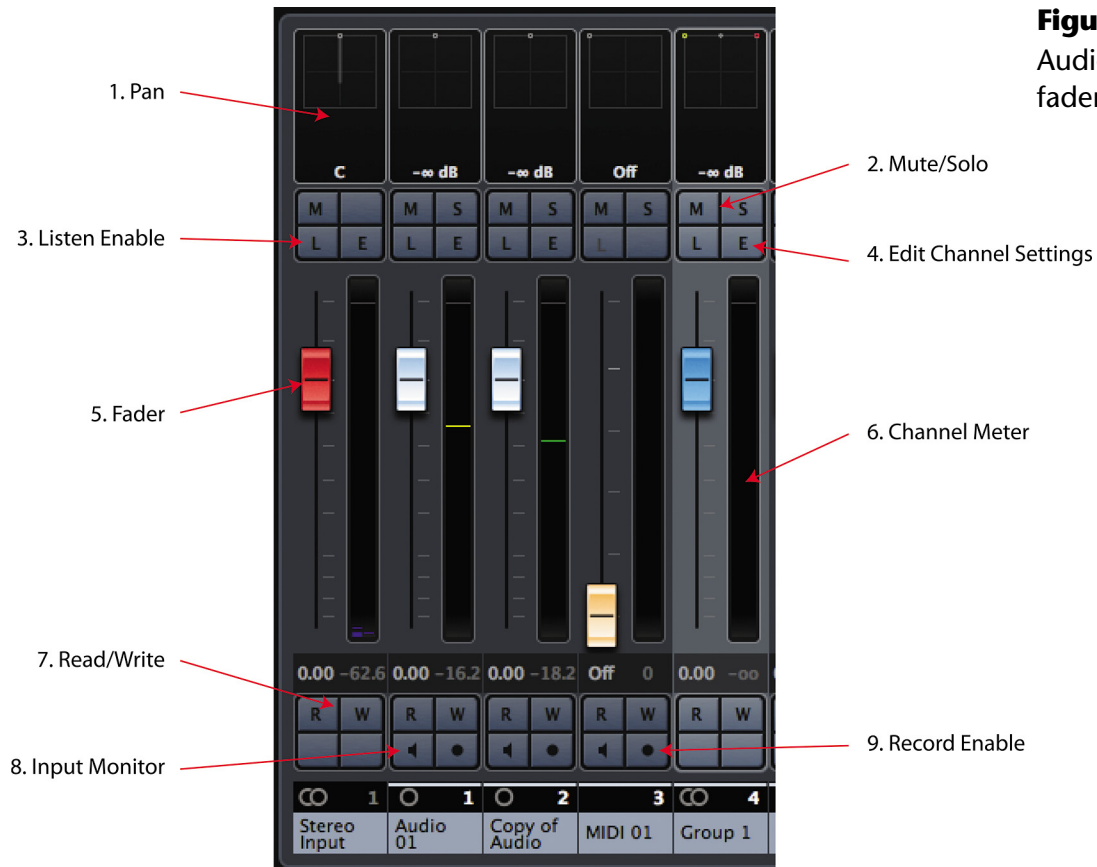 Figu
Audi
fader
1. Pan
2. Mute/Solo
3. Listen Enable
4. Edit Channel Settings
5. Fader
6. Channel Meter
7. Read/Write
8. Input Monitor
9. Record Enable
C -∞ dB -∞ dB Off -∞ dB
M M S M S M S M S
L E L E L E L L E
0.00 -62.6 0.00 -16.2 0.00 -18.2 Off 0 0.00 -oo
R W R W R W R W R W
1 1 2 3 4
Stereo Input
Audio 01
Copy of Audio
MIDI 01
Group 1